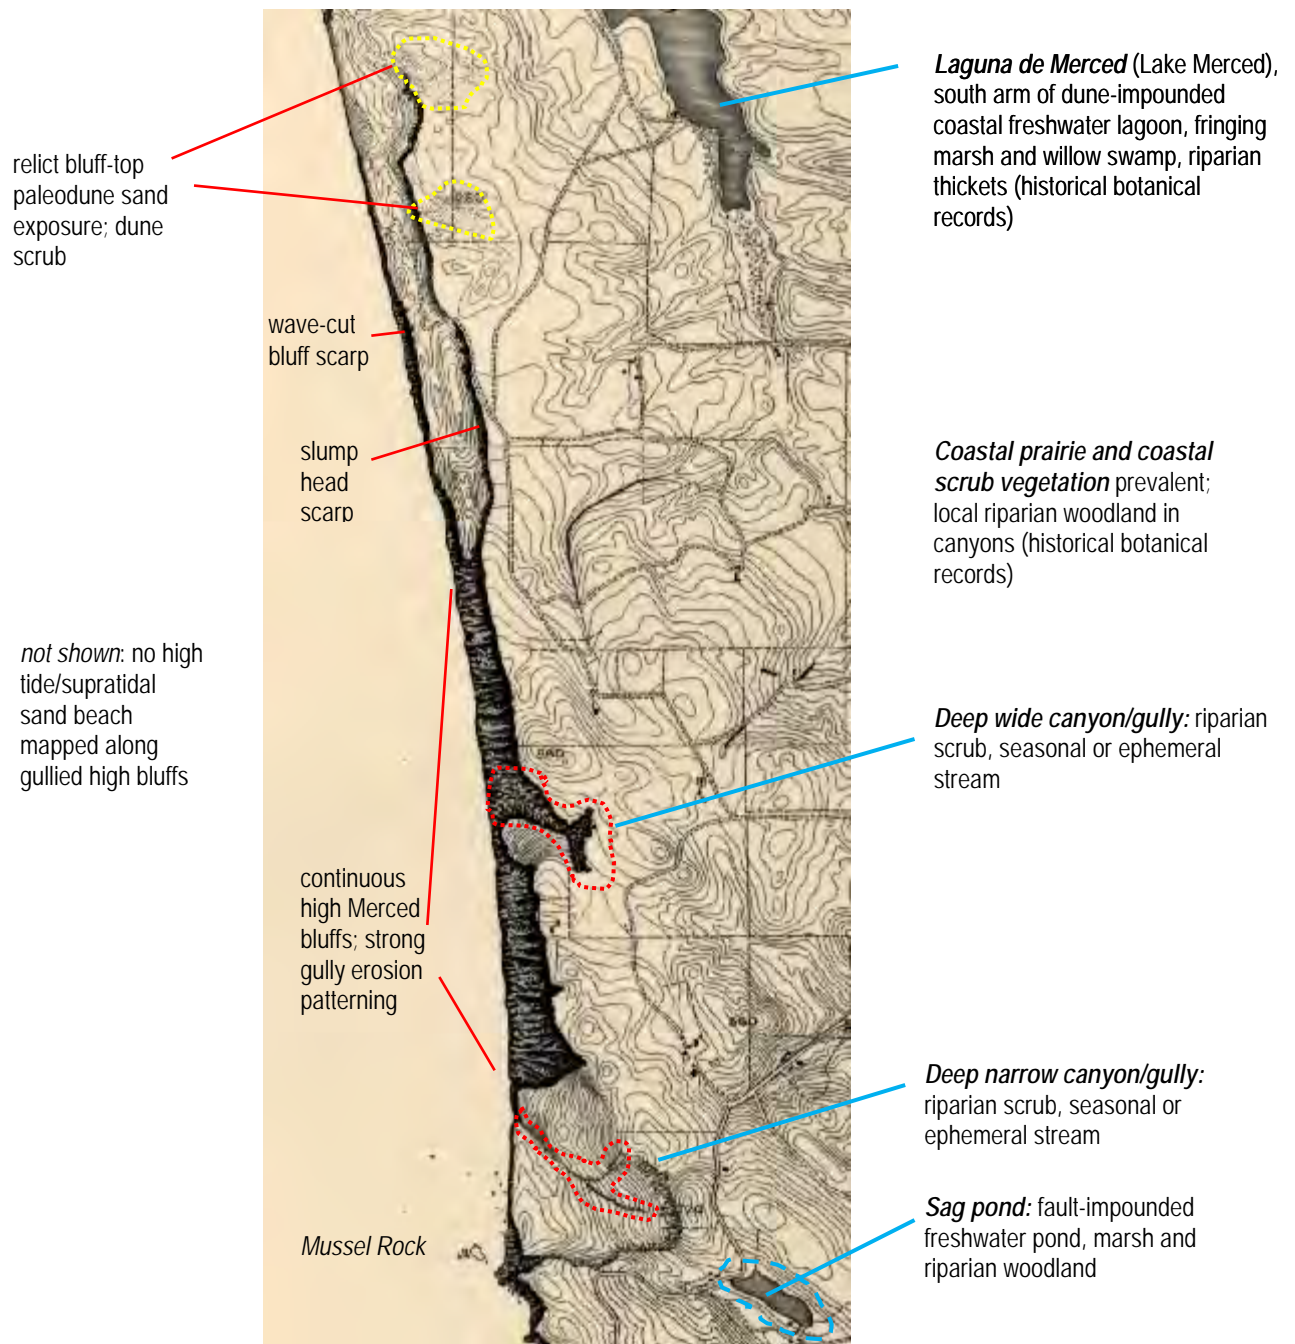 relict bluff-top
paleodune sand
exposure; dune
scrub
wave-cut
bluff scarp
slump
head
scarp
not shown: no high
tide/supratidal
sand beach
mapped along
gullied high bluffs
continuous
high Merced
bluffs; strong
gully erosion
patterning
Mussel Rock
Laguna de Merced (Lake Merced),
south arm of dune-impounded
coastal freshwater lagoon, fringing
marsh and willow swamp, riparian
thickets (historical botanical
records)
Coastal prairie and coastal
scrub vegetation prevalent;
local riparian woodland in
canyons (historical botanical
records)
Deep wide canyon/gully: riparian
scrub, seasonal or ephemeral
stream
Deep narrow canyon/gully:
riparian scrub, seasonal or
ephemeral stream
Sag pond: fault-impounded
freshwater pond, marsh and
riparian woodland